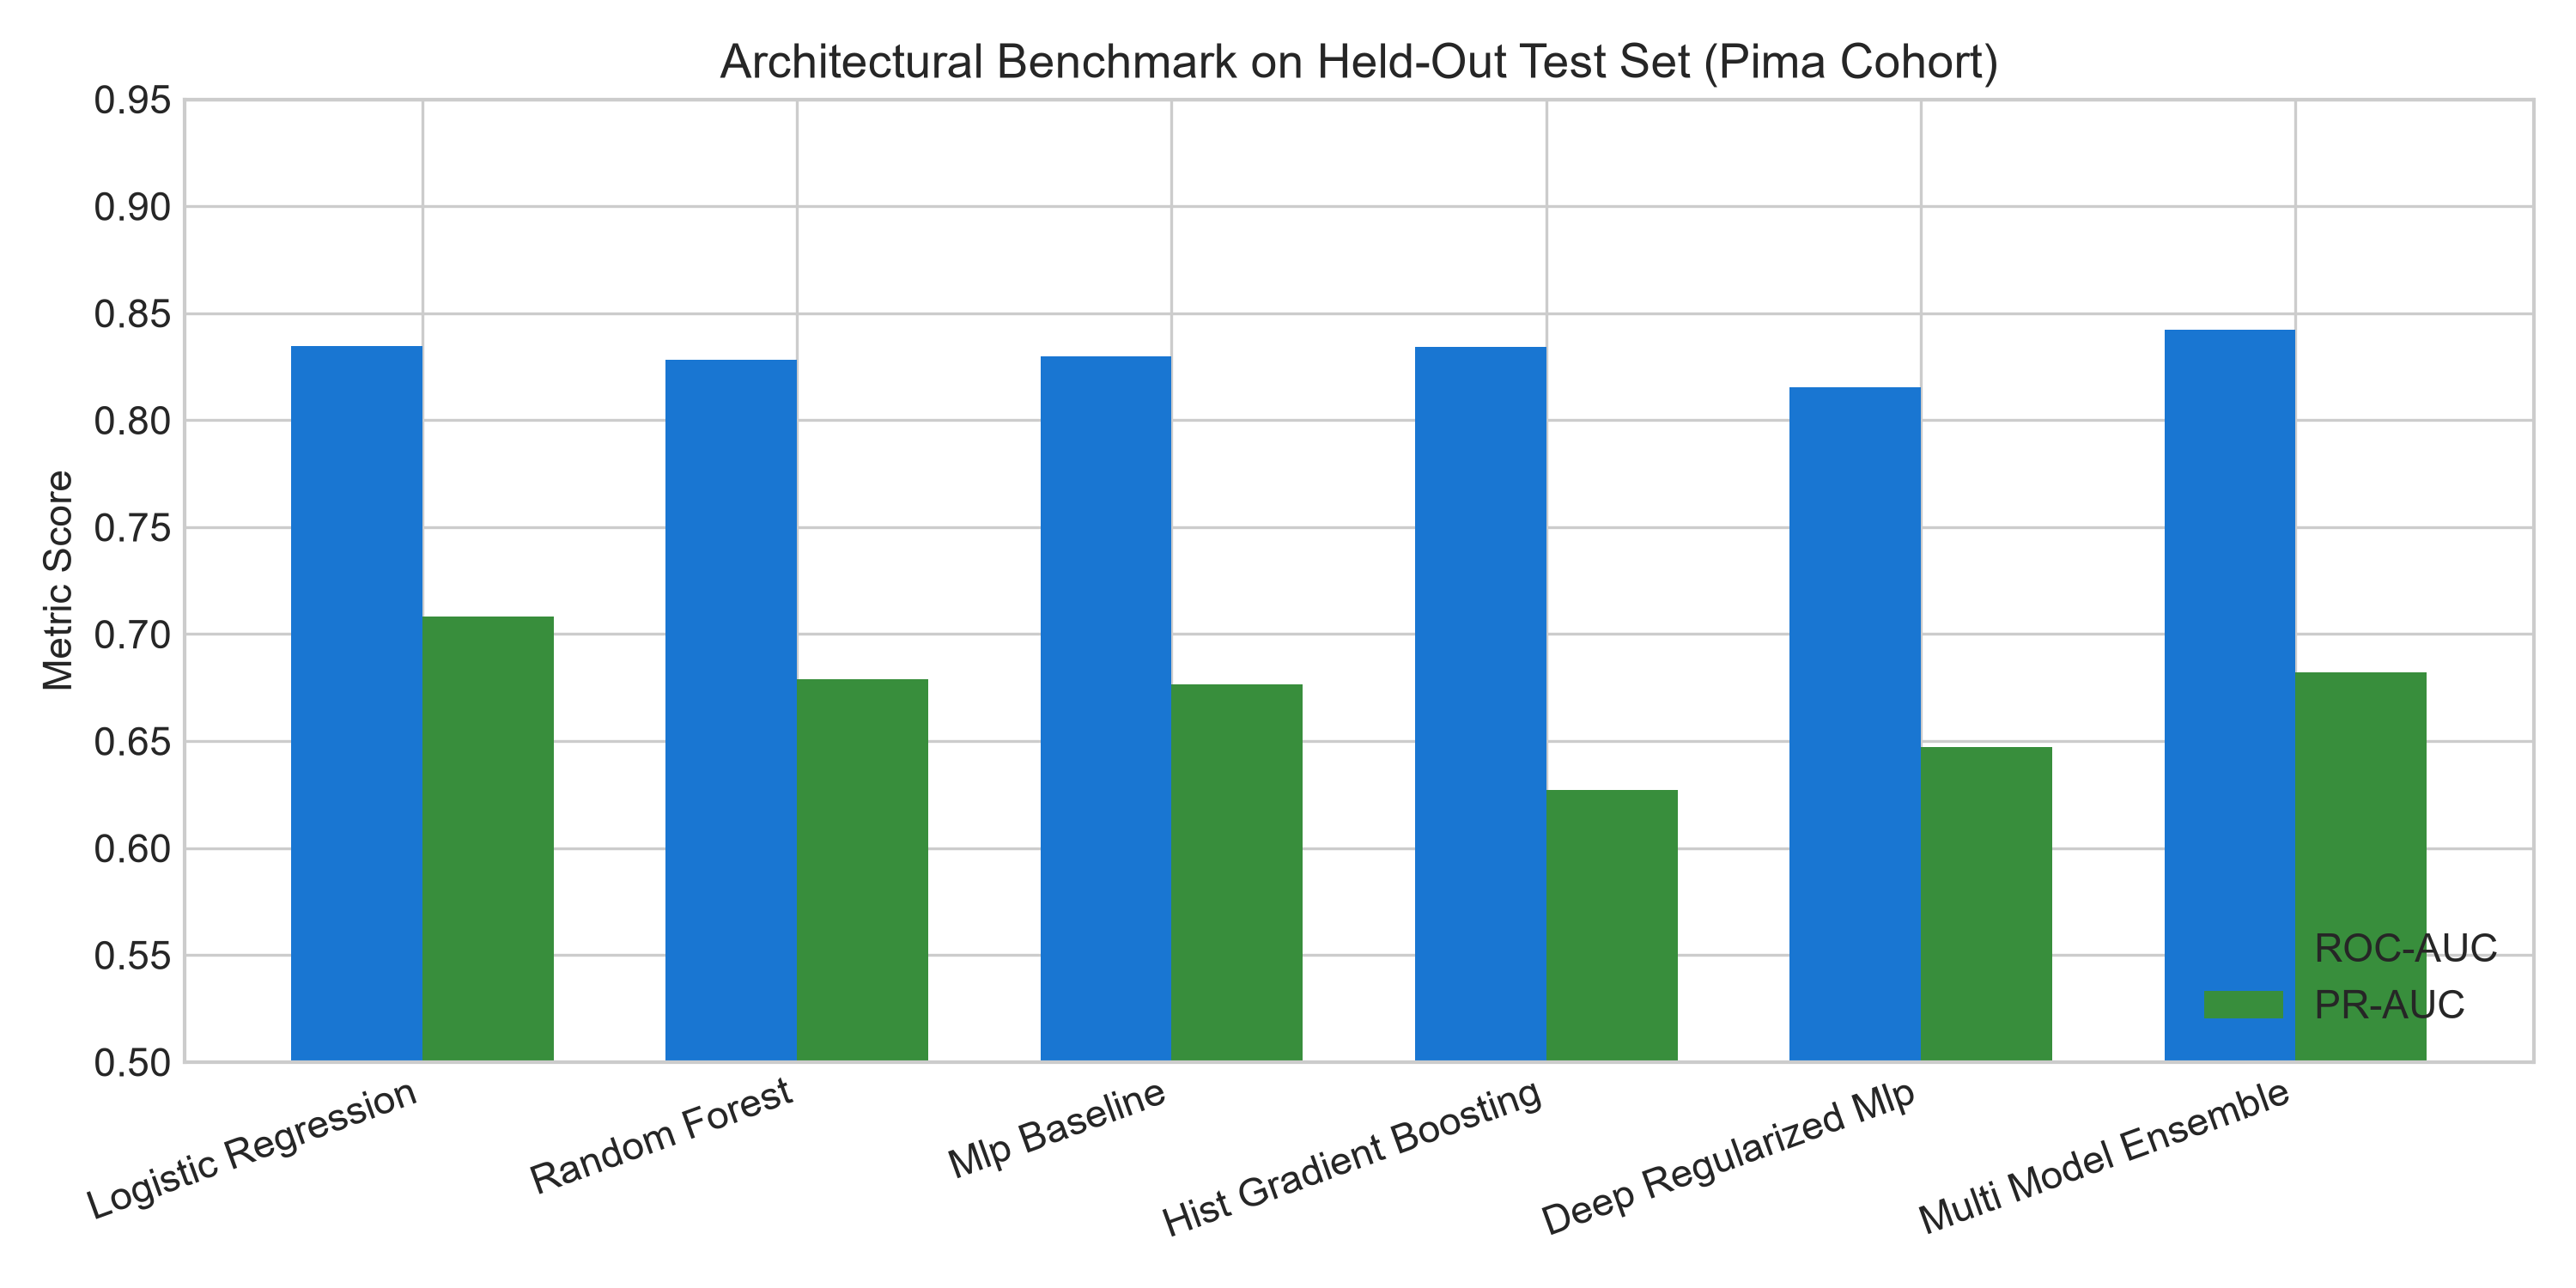 Architectural Benchmark on Held-Out Test Set (Pima Cohort)
0.95
0.90
0.85
0.80
0.75
0.70
0.65
0.60
0.55
0.50
Metric Score
ROC-AUC
PR-AUC
Logistic Regression
Random Forest
Mlp Baseline
Hist Gradient Boosting
Deep Regularized Mlp
Multi Model Ensemble